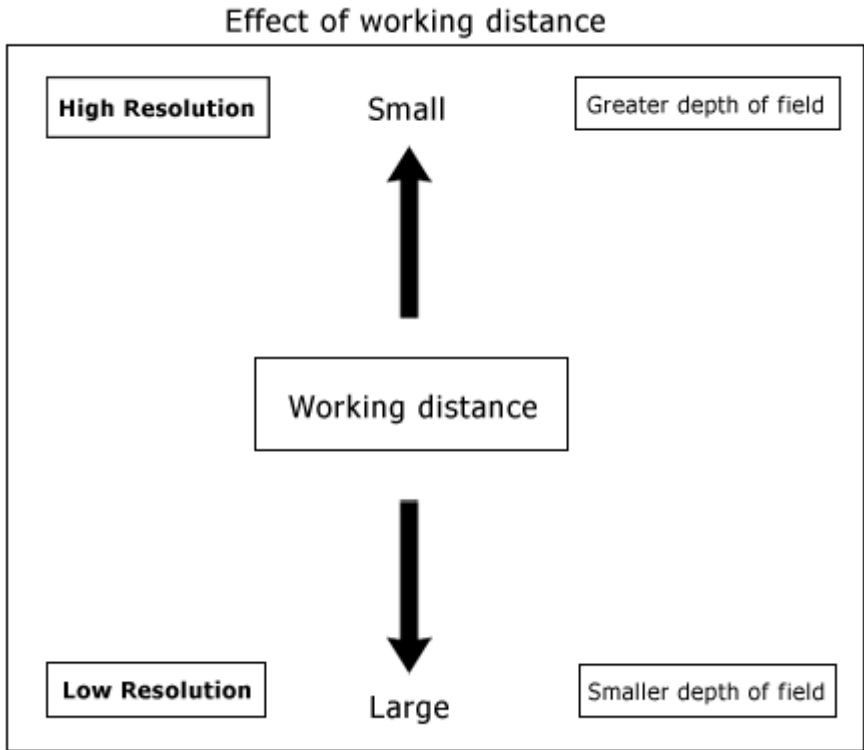 Effect of working distance
High Resolution
Small
Greater depth of field
Working distance
Low Resolution
Large
Smaller depth of field